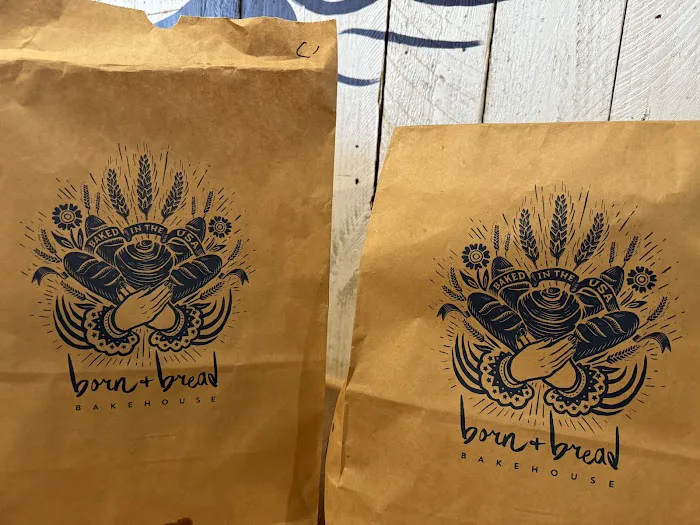 BAKED IN THE USA
born + bread
BAKEHOUSE
BAKED IN THE USA
born + bread
BAKEHOUSE